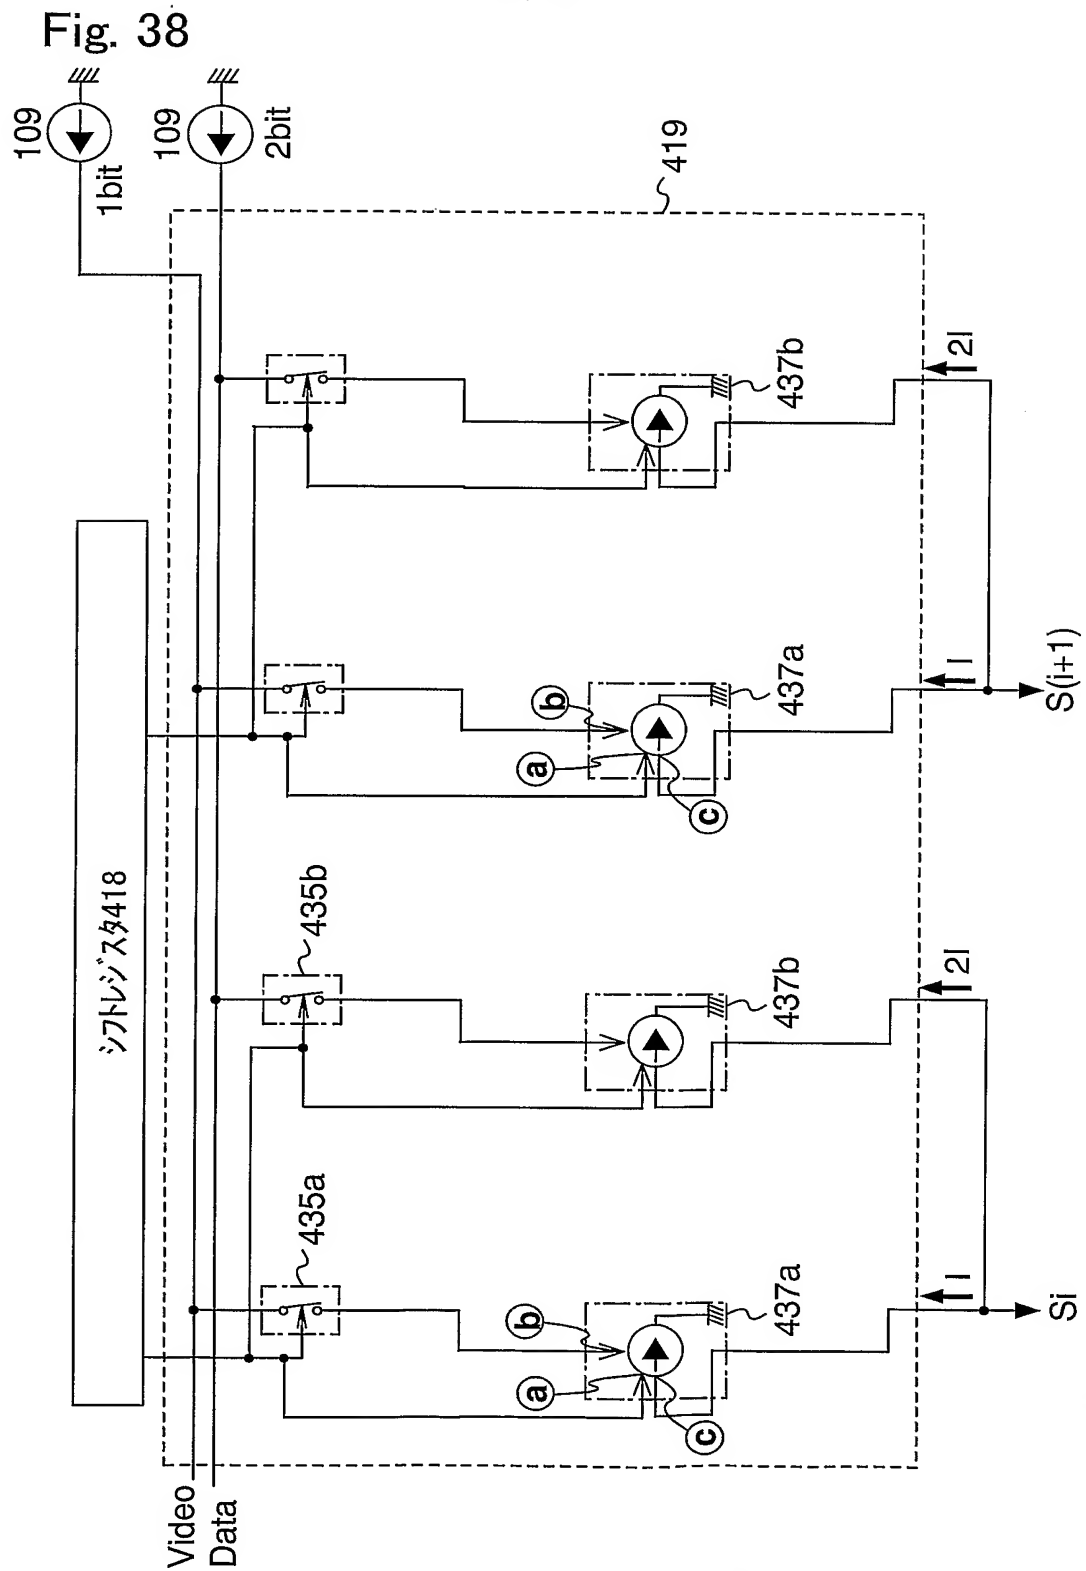 Fig. 38
109
1bit
109
2bit
419
シフトレジスタ418
Video
Data
435a
435b
437a
437b
437a
437b
a
b
c
a
b
c
I
2I
I
2I
Si
S(i+1)